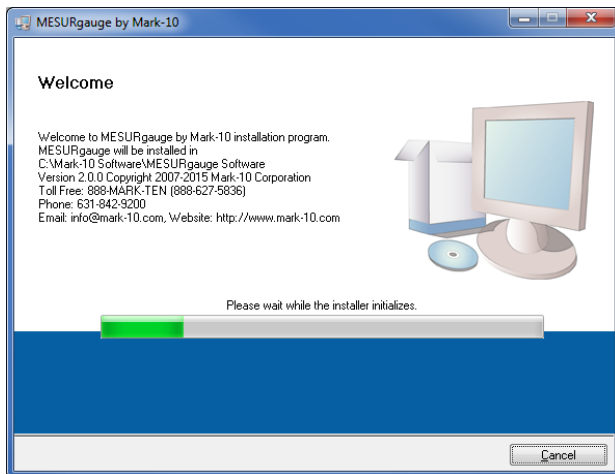 MESURgauge by Mark-10
Welcome
Welcome to MESURgauge by Mark-10 installation program.
MESURgauge will be installed in
C:\Mark-10 Software\MESURgauge Software
Version 2.0.0 Copyright 2007-2015 Mark-10 Corporation
Toll Free: 888-MARK-TEN (888-627-5836)
Phone: 631-842-9200
Email: info@mark-10.com, Website: http://www.mark-10.com
Please wait while the installer initializes.
Cancel